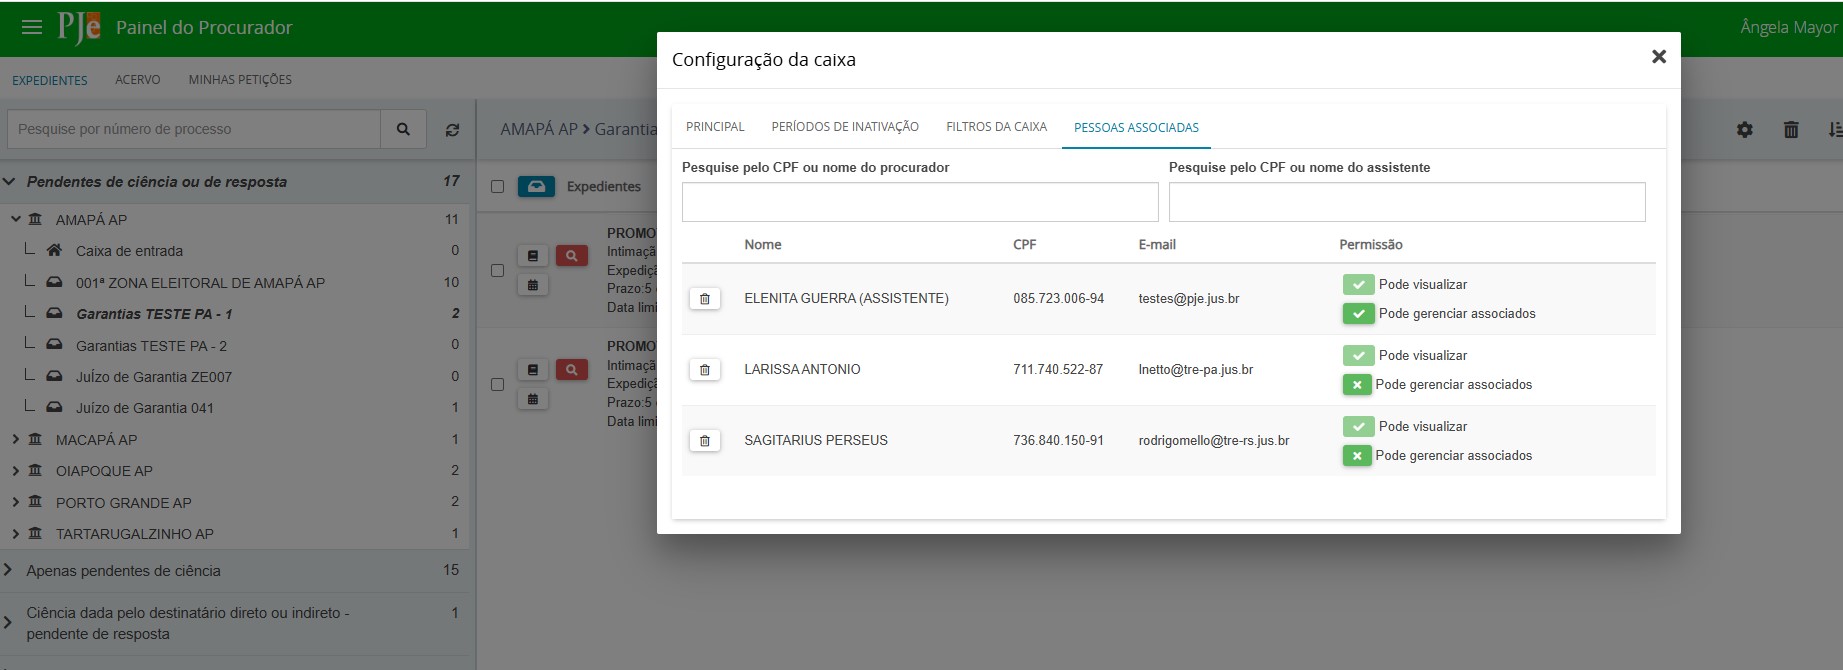 PJe Painel do Procurador
Ângela Mayor
EXPEDIENTES ACERVO MINHAS PETIÇÕES
Pesquise por número de processo
AMAPÁ AP > Garantia
Pendentes de ciência ou de resposta 17
AMAPÁ AP 11
Caixa de entrada 0
001ª ZONA ELEITORAL DE AMAPÁ AP 10
Garantias TESTE PA - 1 2
Garantias TESTE PA - 2 0
Juízo de Garantia ZE007 0
Juízo de Garantia 041 1
MACAPÁ AP 1
OIAPOQUE AP 2
PORTO GRANDE AP 2
TARTARUGALZINHO AP 1
Apenas pendentes de ciência 15
Ciência dada pelo destinatário direto ou indireto - 1
pendente de resposta
Expedientes
PROMO
Intimaçã
Expediçã
Prazo:5
Data limi
PROMO
Intimaçã
Expediçã
Prazo:5
Data limi
Configuração da caixa
PRINCIPAL PERÍODOS DE INATIVAÇÃO FILTROS DA CAIXA PESSOAS ASSOCIADAS
Pesquise pelo CPF ou nome do procurador Pesquise pelo CPF ou nome do assistente
Nome CPF E-mail Permissão
ELENITA GUERRA (ASSISTENTE) 085.723.006-94 testes@pje.jus.br Pode visualizar
Pode gerenciar associados
LARISSA ANTONIO 711.740.522-87 lnetto@tre-pa.jus.br Pode visualizar
Pode gerenciar associados
SAGITARIUS PERSEUS 736.840.150-91 rodrigomello@tre-rs.jus.br Pode visualizar
Pode gerenciar associados